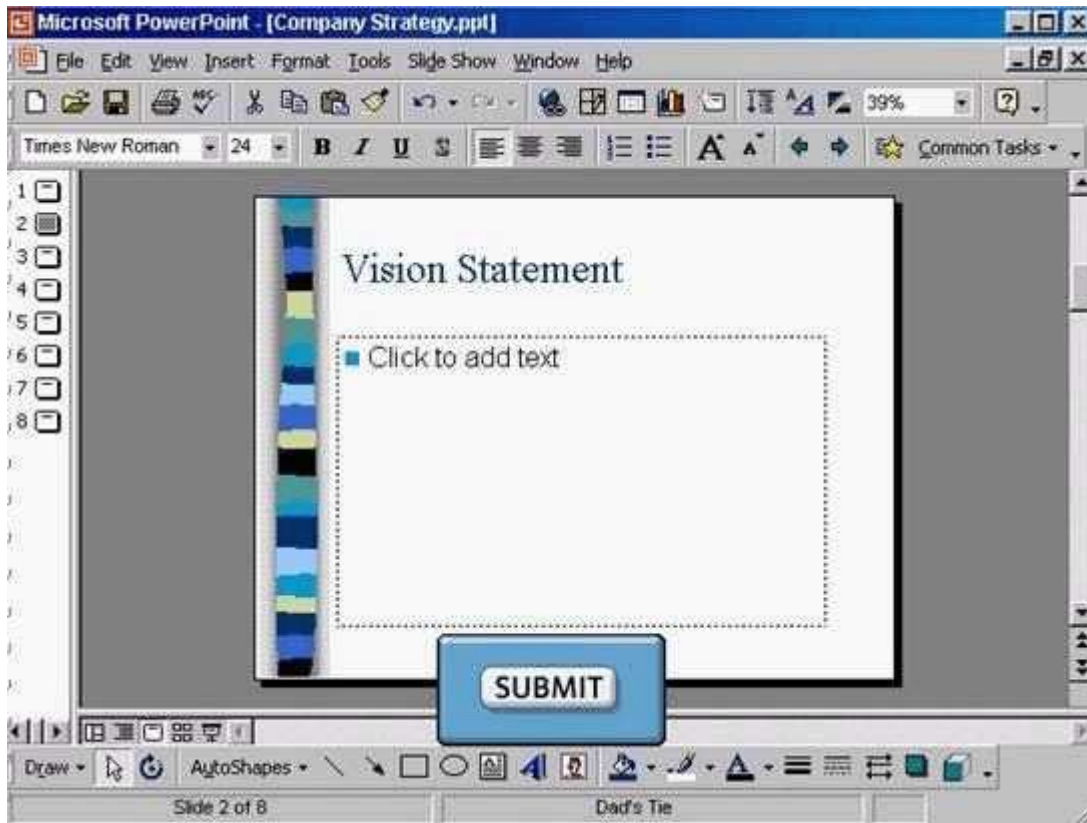 Microsoft PowerPoint - [Company Strategy.ppt]
File Edit View Insert Format Tools Slide Show Window Help
ABC 39%
Times New Roman 24 B I U S A A Common Tasks
1
2
3
4
5
6
7
8
Vision Statement
Click to add text
SUBMIT
Draw AutoShapes A A
Slide 2 of 8 Dad's Tie